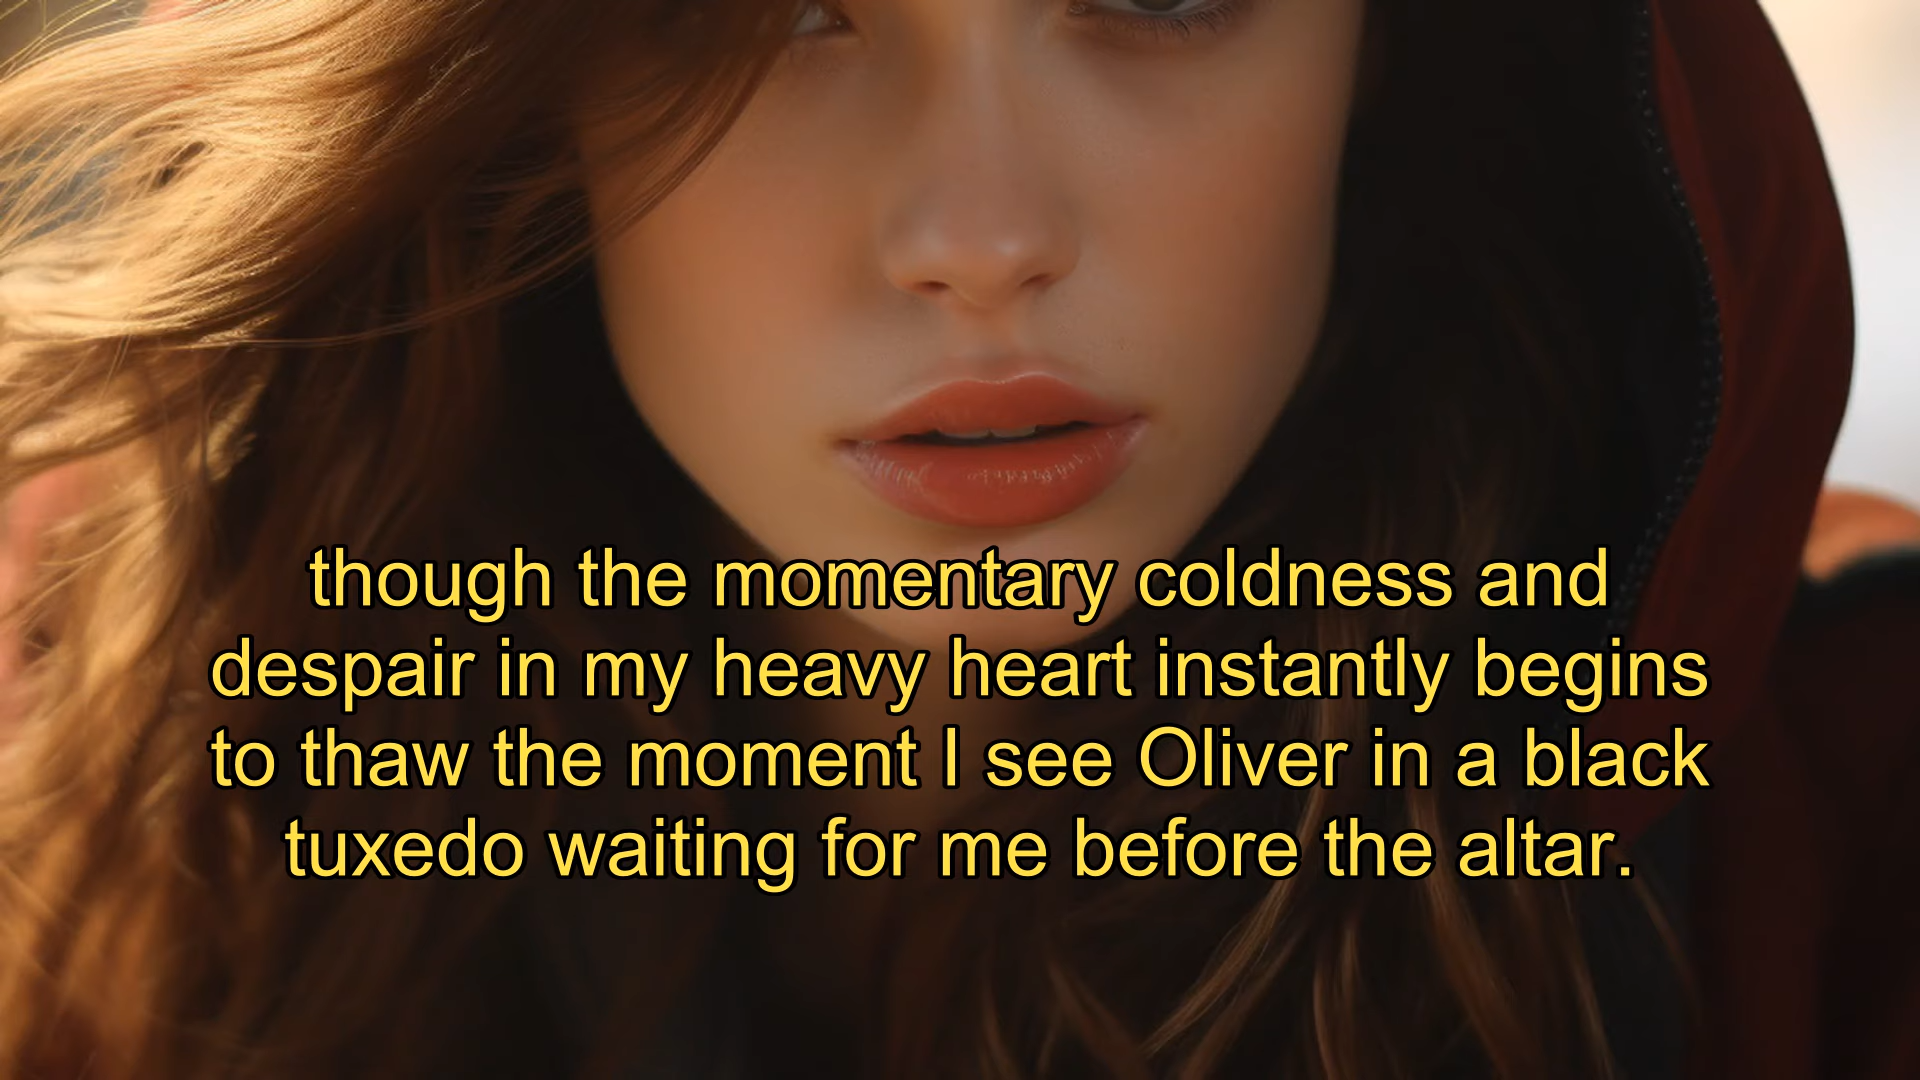 though the momentary coldness and
despair in my heavy heart instantly begins
to thaw the moment I see Oliver in a black
tuxedo waiting for me before the altar.